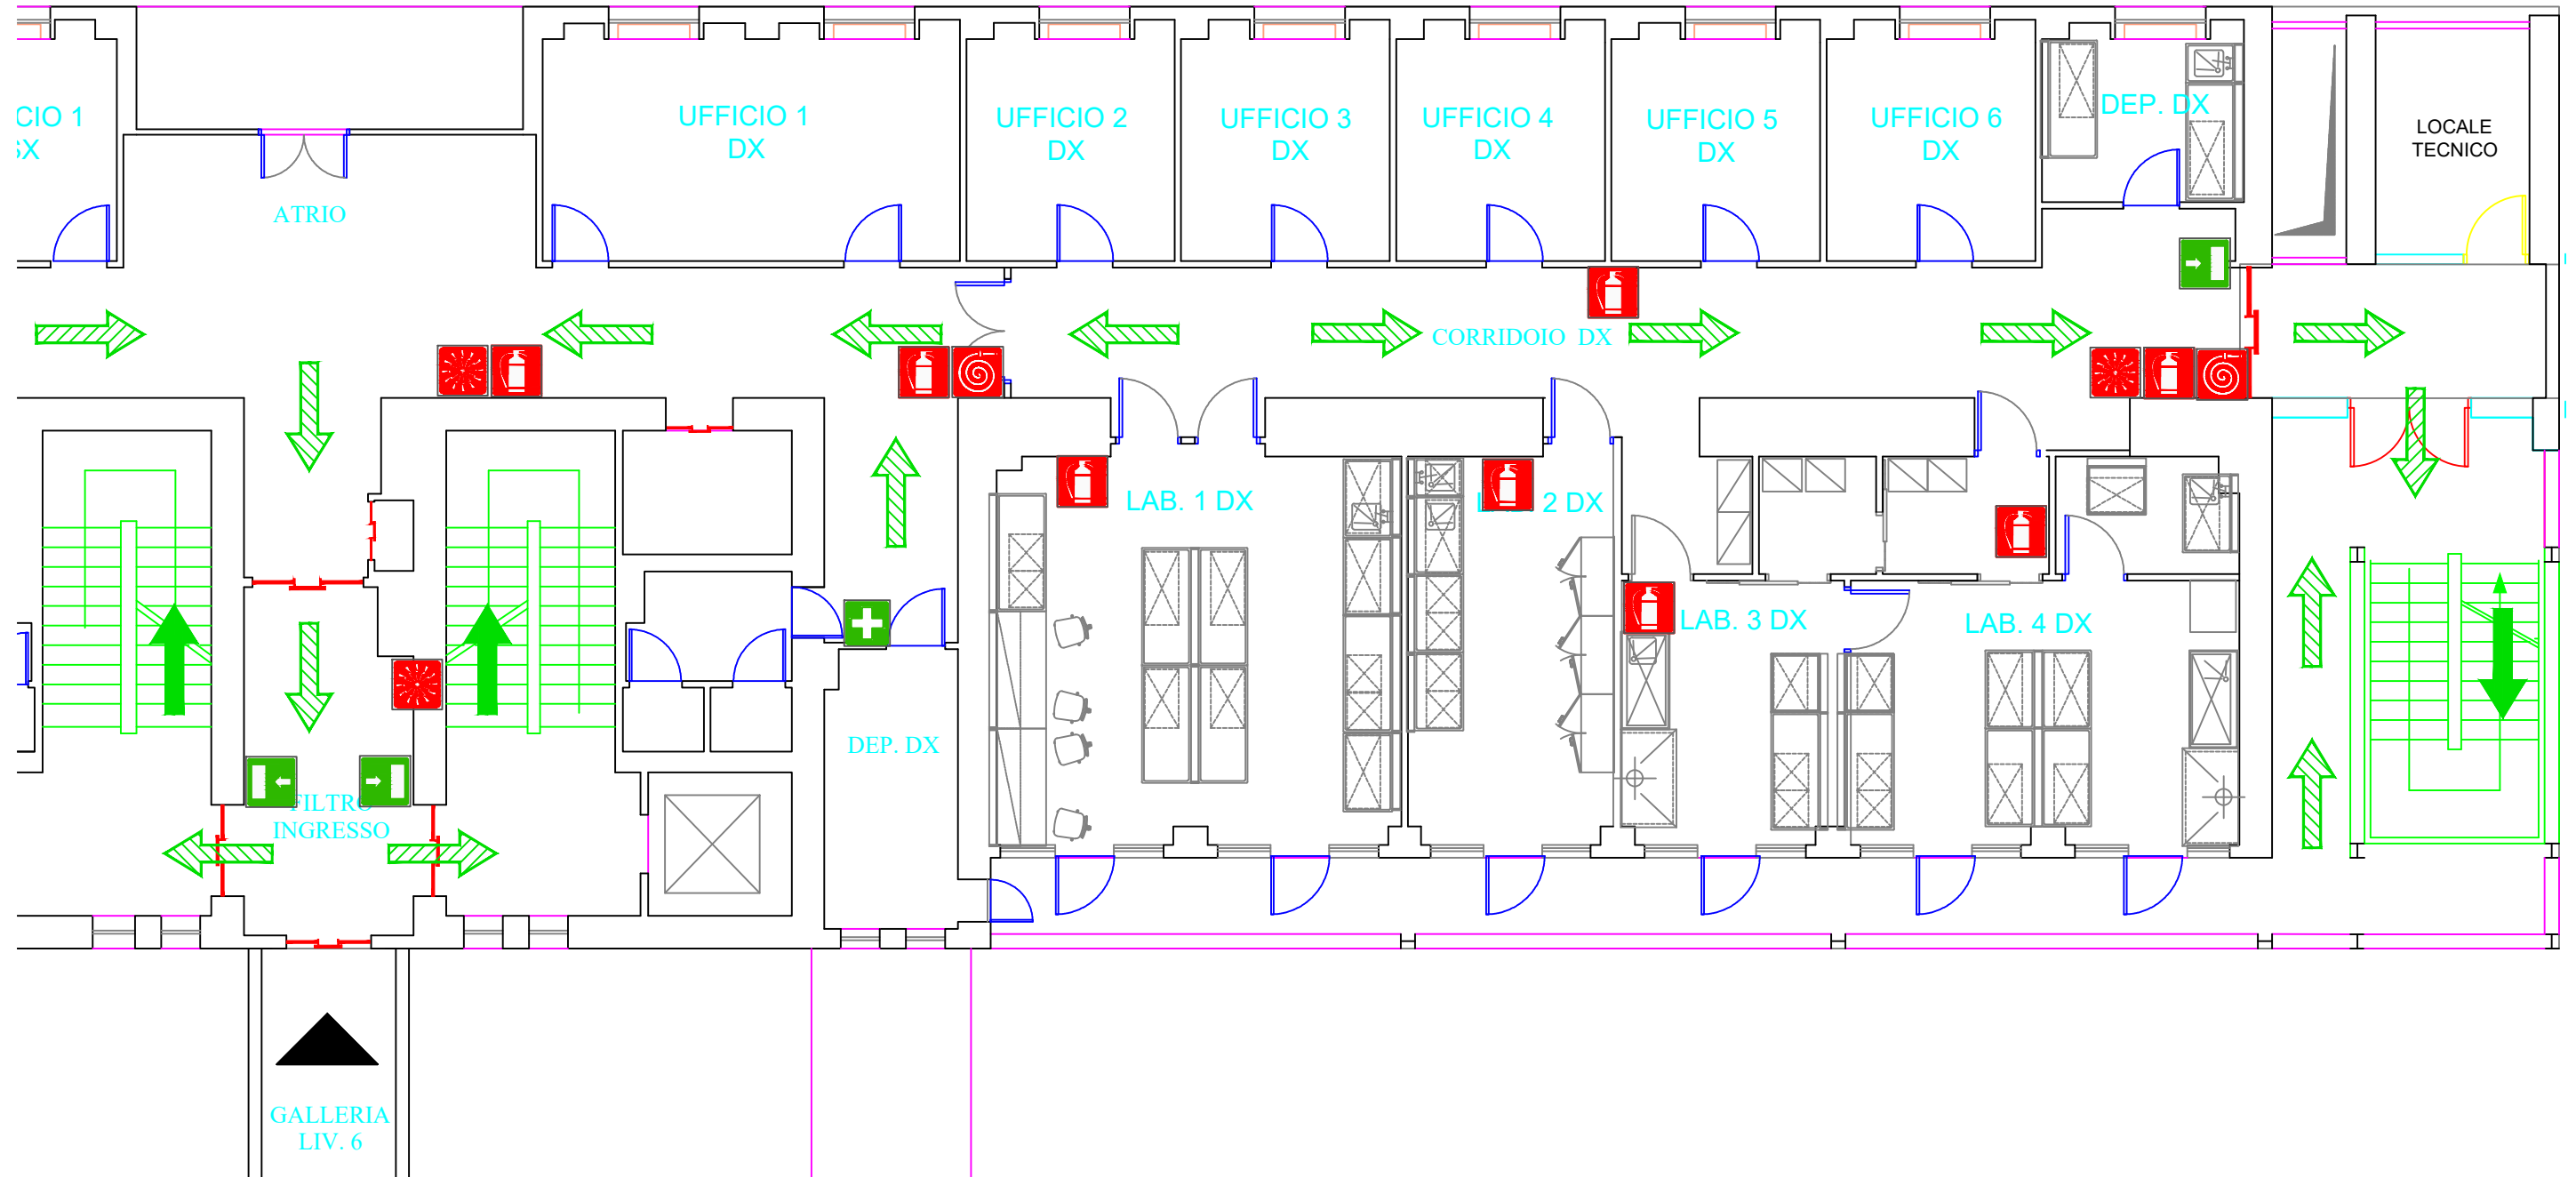 CIO 1
SX
UFFICIO 1
DX
UFFICIO 2
DX
UFFICIO 3
DX
UFFICIO 4
DX
UFFICIO 5
DX
UFFICIO 6
DX
DEP. DX
LOCALE
TECNICO
ATRIO
CORRIDOIO DX
LAB. 1 DX
2 DX
LAB. 3 DX
LAB. 4 DX
DEP. DX
FILTRO
INGRESSO
GALLERIA
LIV. 6